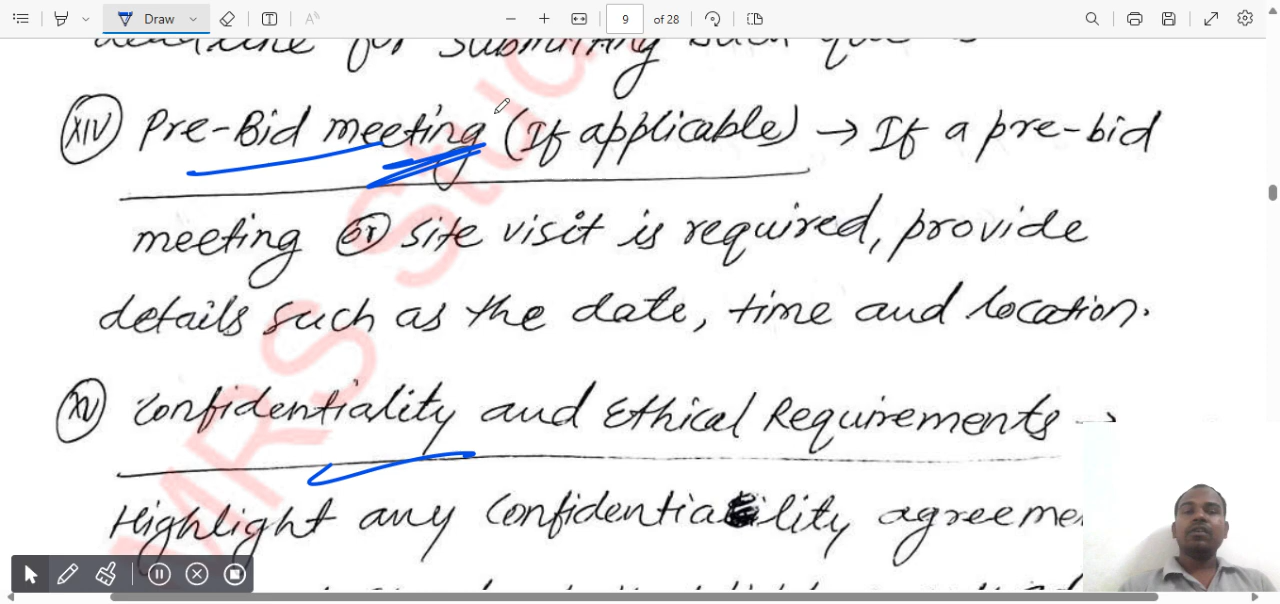 Draw
9 of 28
deadline for submitting such
XIV Pre-Bid meeting (If applicable) → If a pre-bid
meeting or site visit is required, provide
details such as the date, time and location.
XV Confidentiality and Ethical Requirements →
Highlight any confidentiality
MRS